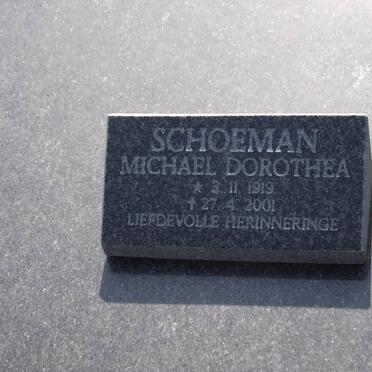 SCHOEMAN
MICHAEL DOROTHEA
★ 3. 11. 1919
✝ 27. 4. 2001
LIEFDEVOLLE HERINNERINGE